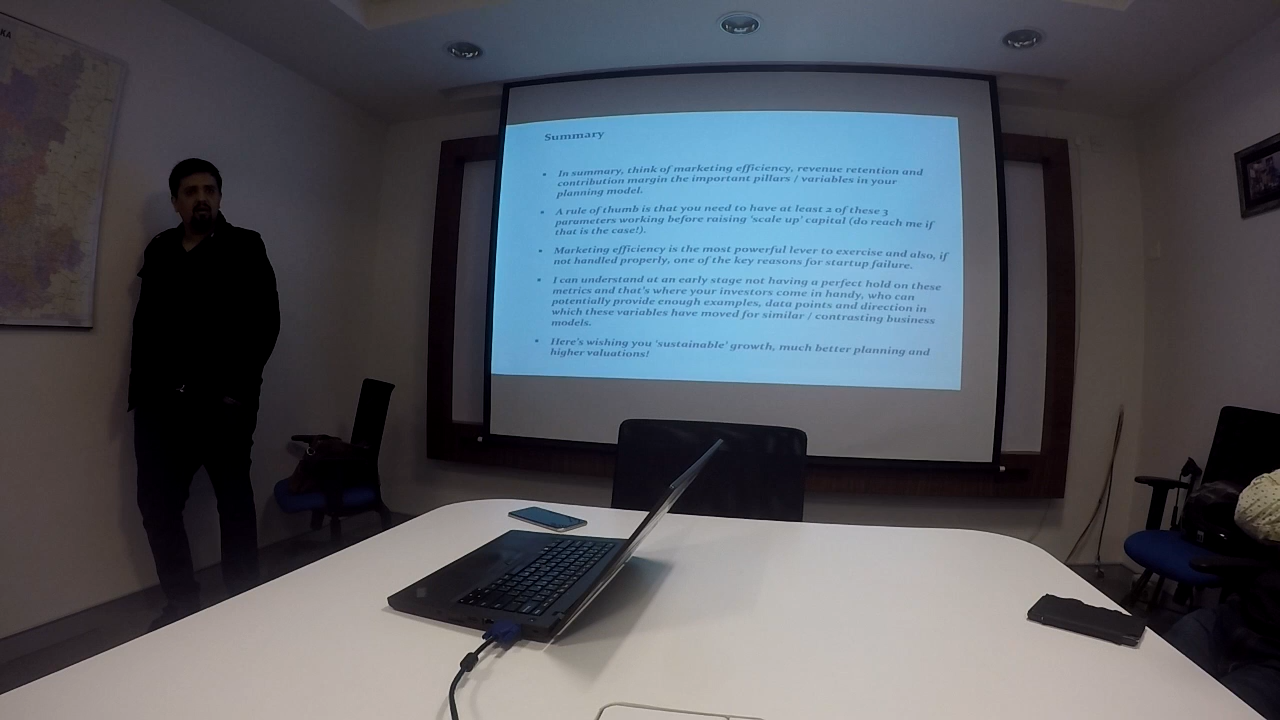 KA
Summary
In summary, think of marketing efficiency, revenue retention and
contribution margin the important pillars / variables in your
planning model.
A rule of thumb is that you need to have at least 2 of these 3
parameters working before raising 'scale up' capital (do reach me if
that is the case!).
Marketing efficiency is the most powerful lever to exercise and also, if
not handled properly, one of the key reasons for startup failure.
I can understand at an early stage not having a perfect hold on these
metrics and that's where your investors come in handy, who can
potentially provide enough examples, data points and direction in
which these variables have moved for similar / contrasting business
models.
Here's wishing you 'sustainable' growth, much better planning and
higher valuations!